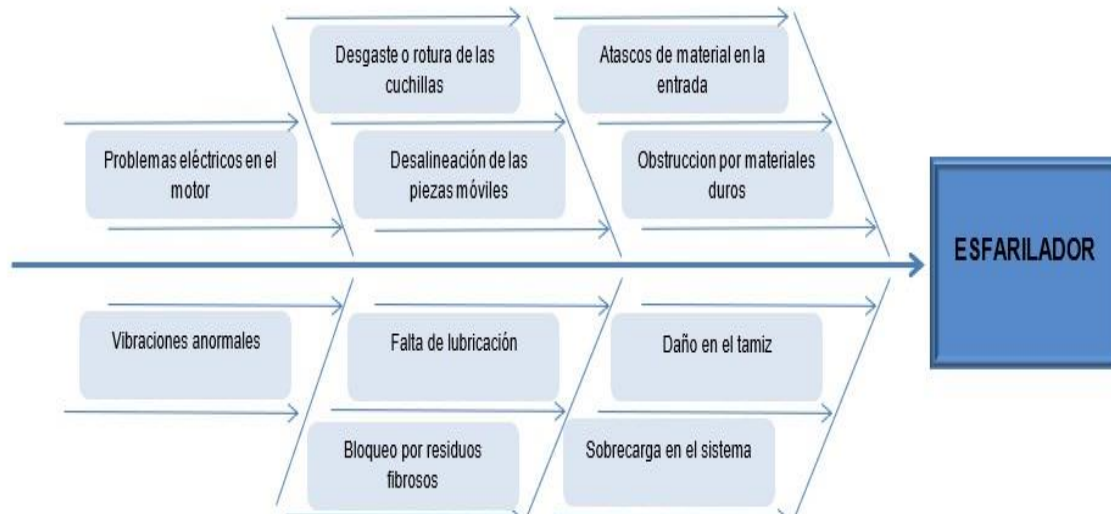 Desgaste o rotura de las
cuchillas
Atascos de material en la
entrada
Problemas eléctricos en el
motor
Desalineación de las
piezas móviles
Obstruccion por materiales
duros
ESFARILADOR
Vibraciones anormales
Falta de lubricación
Daño en el tamiz
Bloqueo por residuos
fibrosos
Sobrecarga en el sistema